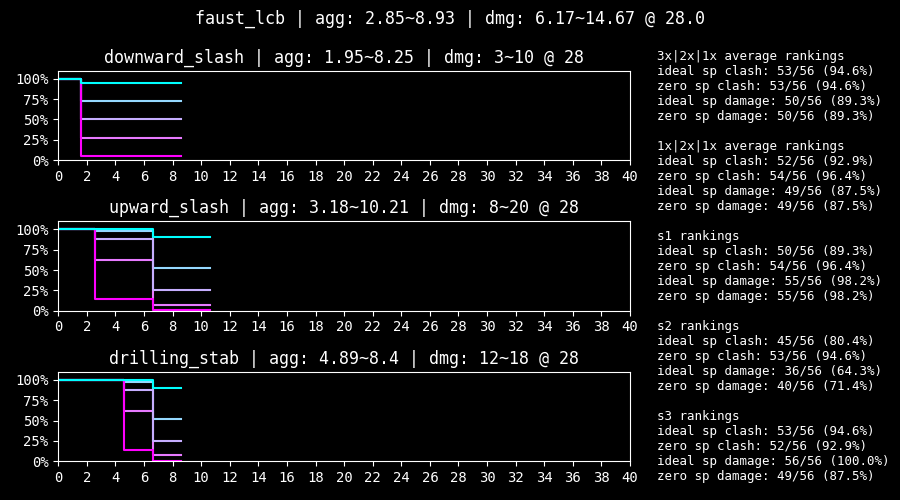 faust_lcb | agg: 2.85~8.93 | dmg: 6.17~14.67 @ 28.0
downward_slash | agg: 1.95~8.25 | dmg: 3~10 @ 28
100%
75%
50%
25%
0%
0 2 4 6 8 10 12 14 16 18 20 22 24 26 28 30 32 34 36 38 40
upward_slash | agg: 3.18~10.21 | dmg: 8~20 @ 28
100%
75%
50%
25%
0%
0 2 4 6 8 10 12 14 16 18 20 22 24 26 28 30 32 34 36 38 40
drilling_stab | agg: 4.89~8.4 | dmg: 12~18 @ 28
100%
75%
50%
25%
0%
0 2 4 6 8 10 12 14 16 18 20 22 24 26 28 30 32 34 36 38 40
3x|2x|1x average rankings
ideal sp clash: 53/56 (94.6%)
zero sp clash: 53/56 (94.6%)
ideal sp damage: 50/56 (89.3%)
zero sp damage: 50/56 (89.3%)
1x|2x|1x average rankings
ideal sp clash: 52/56 (92.9%)
zero sp clash: 54/56 (96.4%)
ideal sp damage: 49/56 (87.5%)
zero sp damage: 49/56 (87.5%)
s1 rankings
ideal sp clash: 50/56 (89.3%)
zero sp clash: 54/56 (96.4%)
ideal sp damage: 55/56 (98.2%)
zero sp damage: 55/56 (98.2%)
s2 rankings
ideal sp clash: 45/56 (80.4%)
zero sp clash: 53/56 (94.6%)
ideal sp damage: 36/56 (64.3%)
zero sp damage: 40/56 (71.4%)
s3 rankings
ideal sp clash: 53/56 (94.6%)
zero sp clash: 52/56 (92.9%)
ideal sp damage: 56/56 (100.0%)
zero sp damage: 49/56 (87.5%)